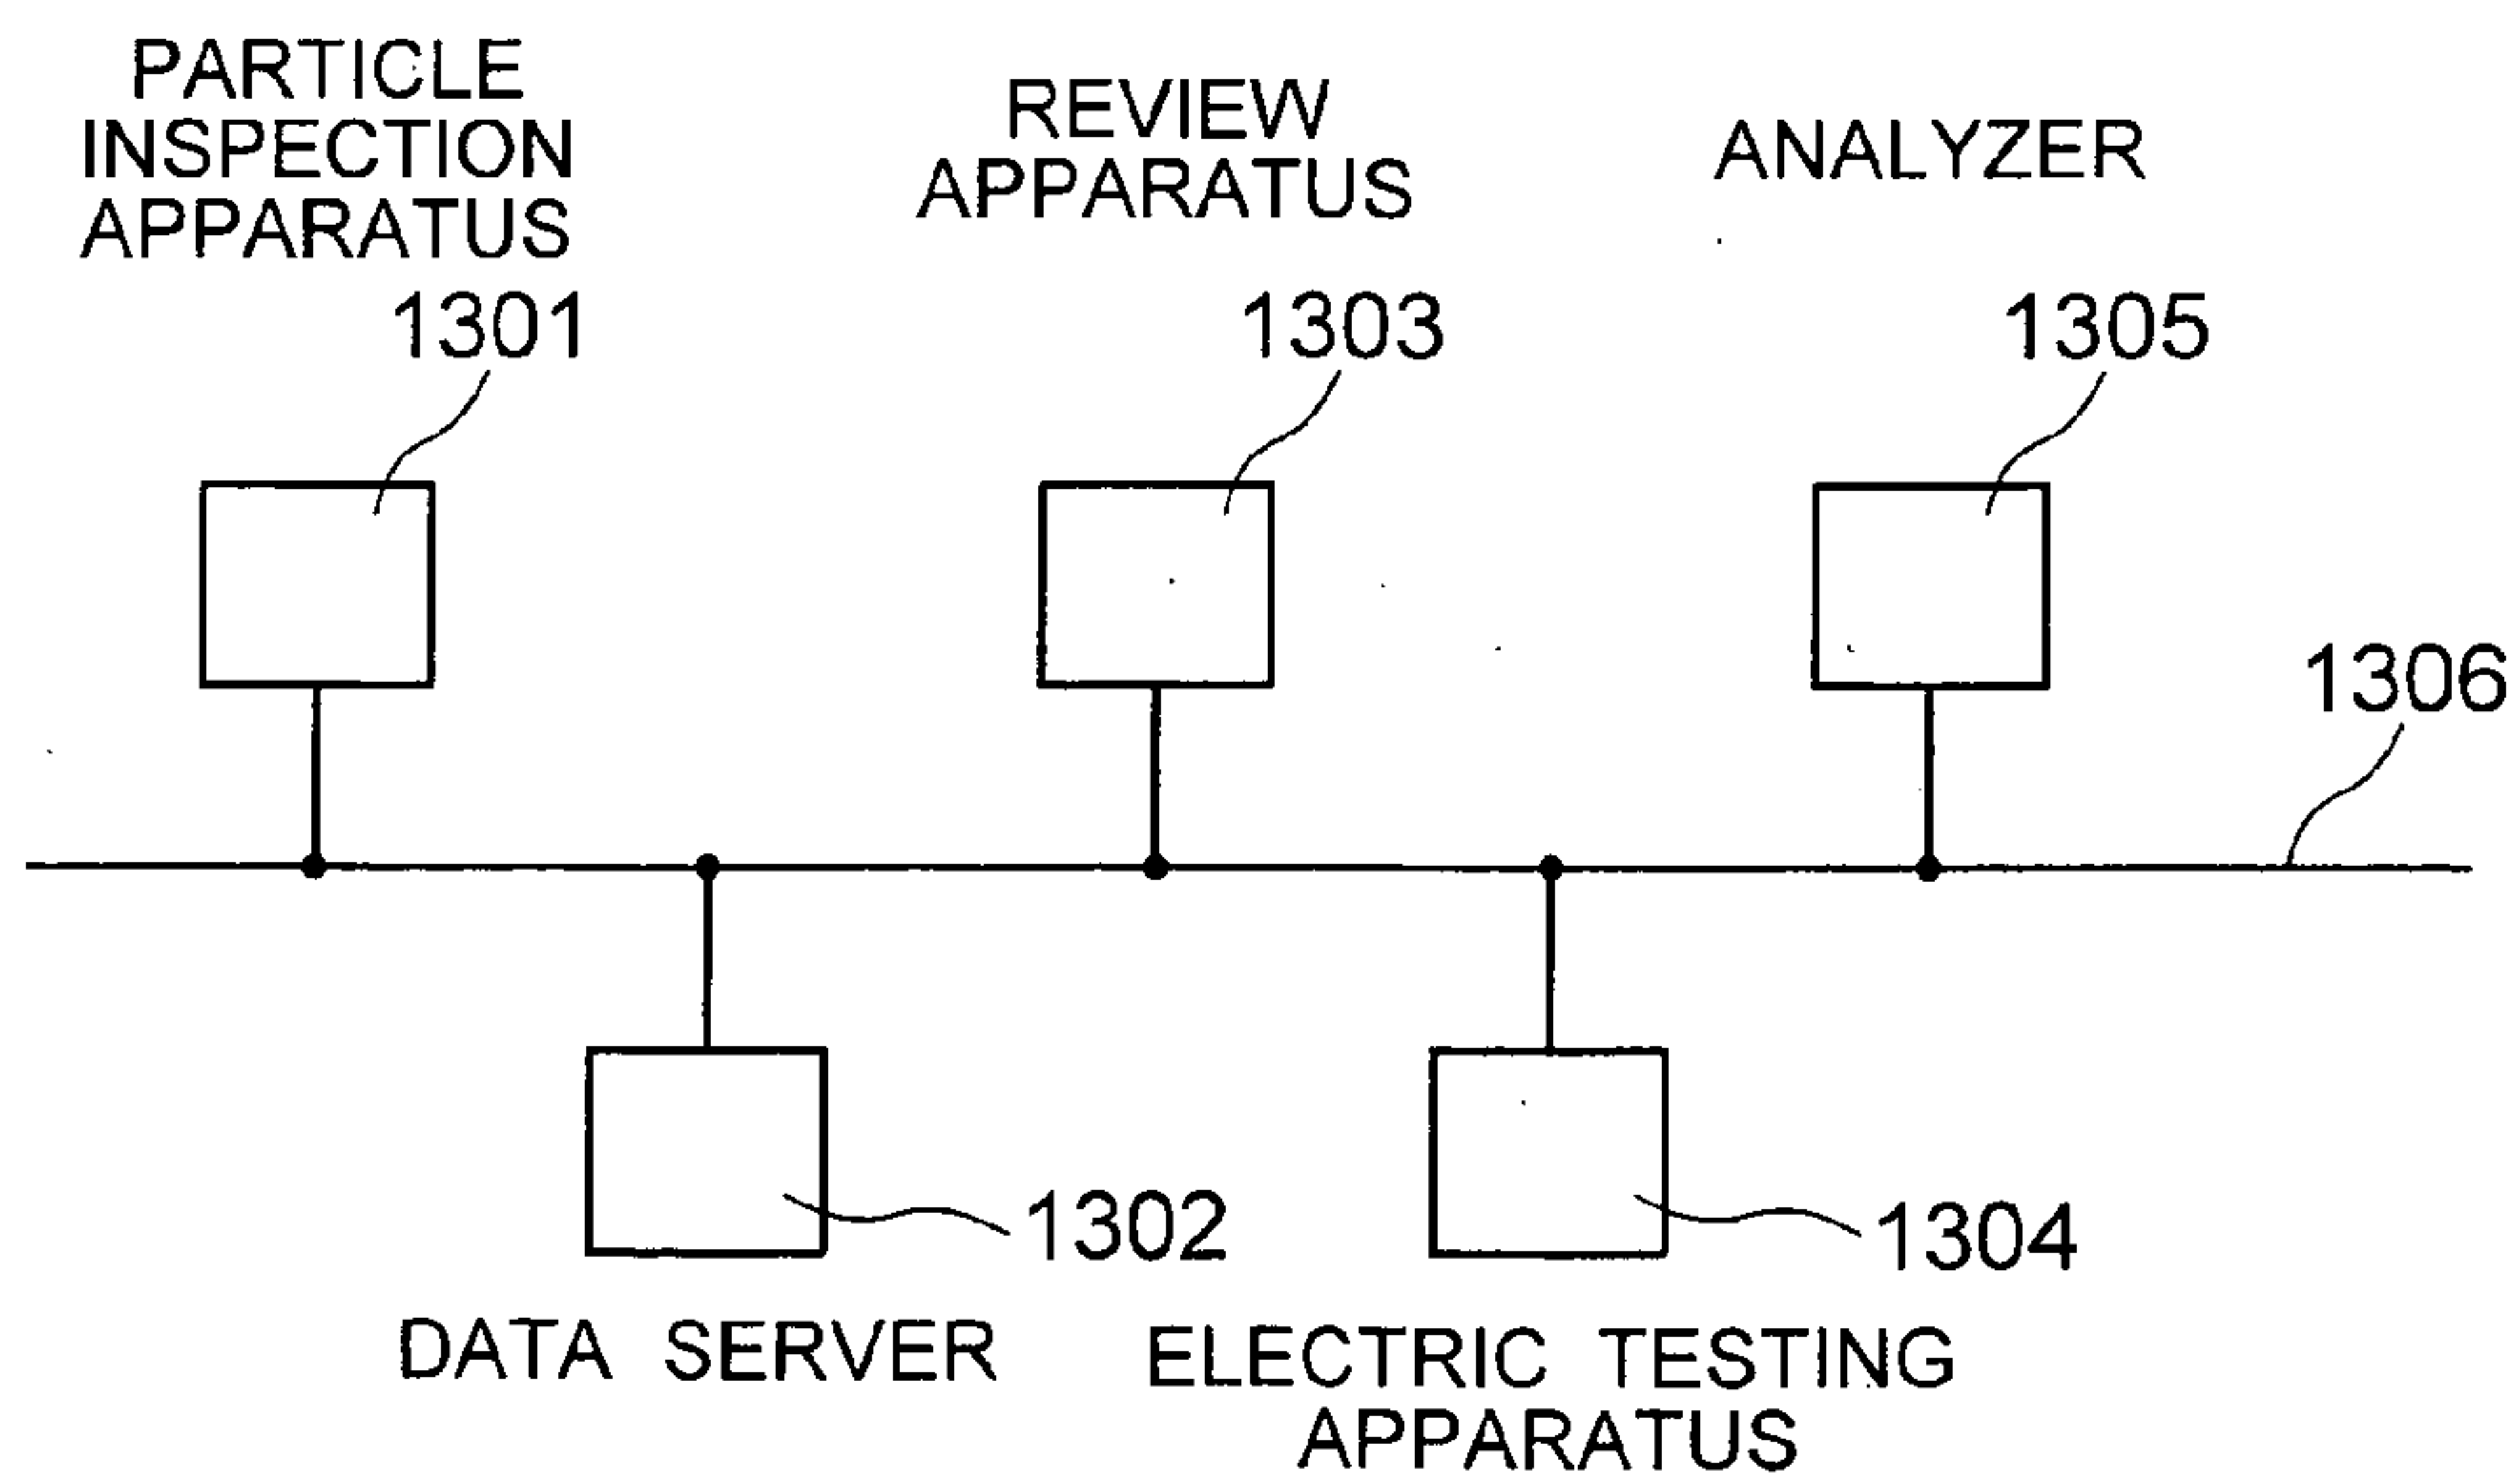 PARTICLE
INSPECTION
APPARATUS
1301
REVIEW
APPARATUS
1303
ANALYZER
1305
1306
1302
DATA SERVER
1304
ELECTRIC TESTING
APPARATUS